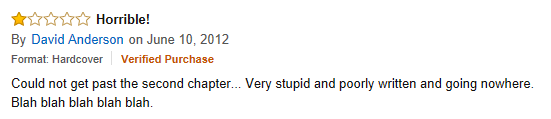 Horrible!
By David Anderson on June 10, 2012
Format: Hardcover Verified Purchase
Could not get past the second chapter... Very stupid and poorly written and going nowhere.
Blah blah blah blah blah.